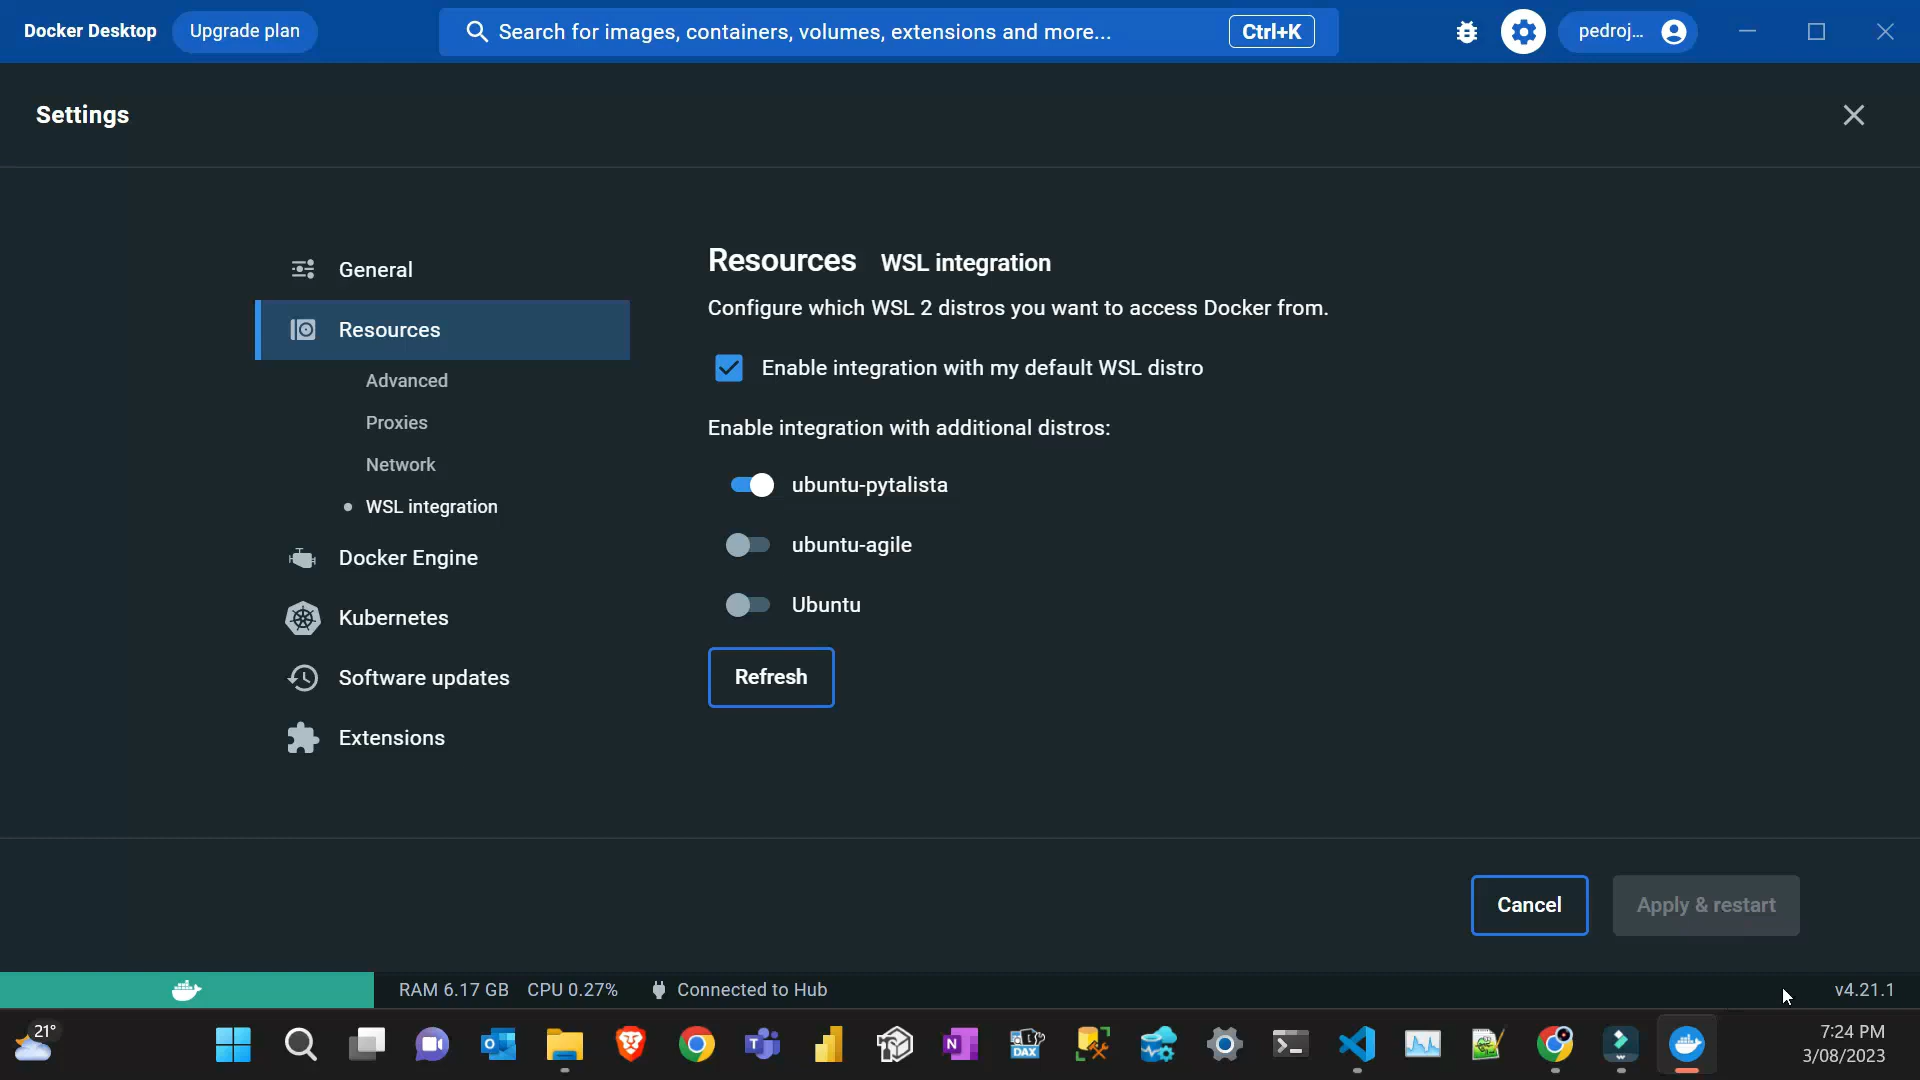 Docker Desktop
Upgrade plan
Search for images, containers, volumes, extensions and more...
Ctrl+K
pedroj...
Settings
General
Resources
Advanced
Proxies
Network
WSL integration
Docker Engine
Kubernetes
Software updates
Extensions
Resources WSL integration
Configure which WSL 2 distros you want to access Docker from.
Enable integration with my default WSL distro
Enable integration with additional distros:
ubuntu-pytalista
ubuntu-agile
Ubuntu
Refresh
Cancel
Apply & restart
RAM 6.17 GB CPU 0.27% Connected to Hub
v4.21.1
21°
DAX
7:24 PM
3/08/2023